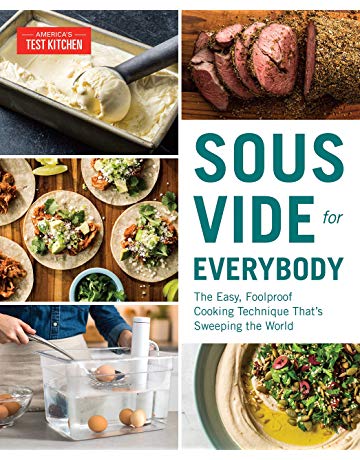 AMERICA'S
TEST KITCHEN
SOUS
VIDE for
EVERYBODY
The Easy, Foolproof
Cooking Technique That's
Sweeping the World